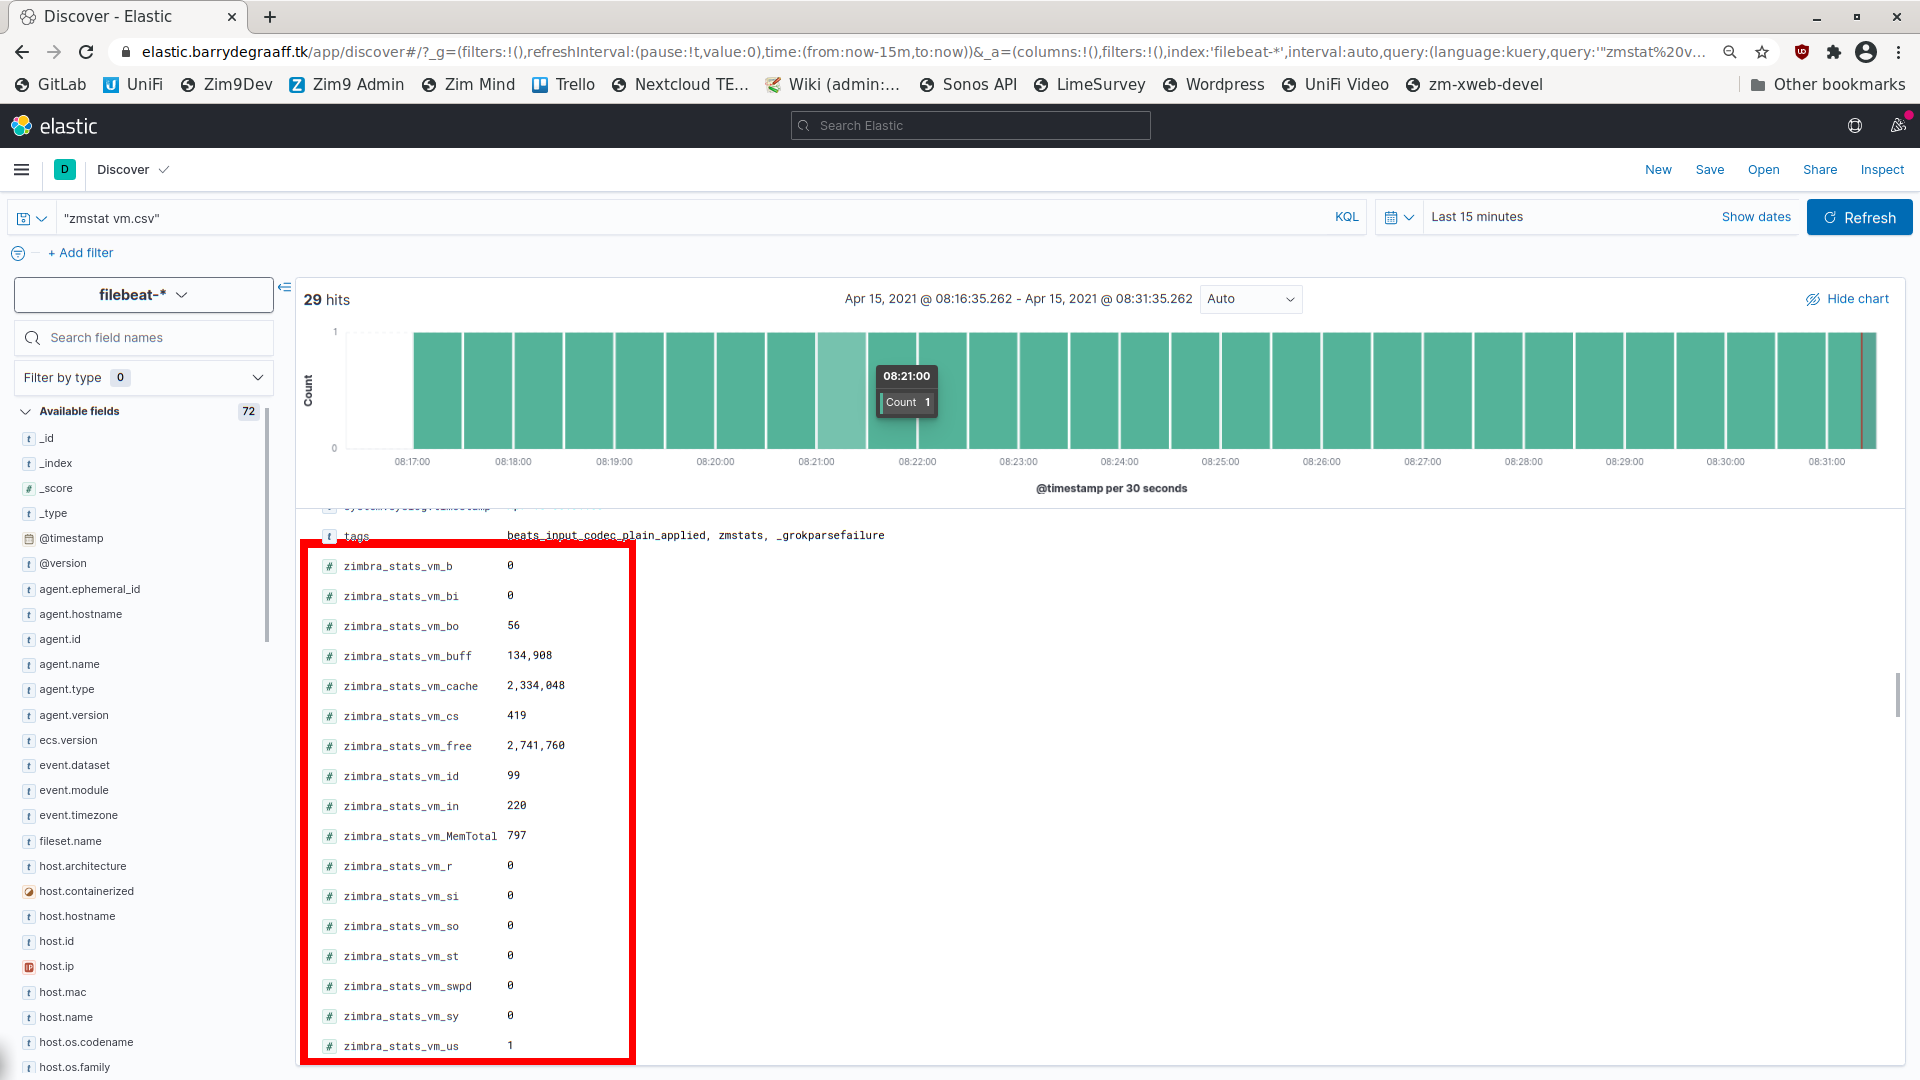 Discover - Elastic
elastic.barrydegraaff.tk/app/discover#/?_g=(filters:!(),refreshInterval:(pause:!t,value:0),time:(from:now-15m,to:now))&_a=(columns:!(),filters:!(),index:'filebeat-*',interval:auto,query:(language:kuery,query:'"zmstat%20v...
GitLab UniFi Zim9Dev Zim9 Admin Zim Mind Trello Nextcloud TE... Wiki (admin:... Sonos API LimeSurvey Wordpress UniFi Video zm-xweb-devel Other bookmarks
elastic Search Elastic
D Discover New Save Open Share Inspect
"zmstat vm.csv" KQL Last 15 minutes Show dates Refresh
+ Add filter
filebeat-*
Search field names
Filter by type 0
Available fields 72
t _id
t _index
# _score
t _type
@timestamp
t @version
t agent.ephemeral_id
t agent.hostname
t agent.id
t agent.name
t agent.type
t agent.version
t ecs.version
t event.dataset
t event.module
t event.timezone
t fileset.name
t host.architecture
host.containerized
t host.hostname
t host.id
IP host.ip
t host.mac
t host.name
t host.os.codename
t host.os.family
29 hits Apr 15, 2021 @ 08:16:35.262 - Apr 15, 2021 @ 08:31:35.262 Auto Hide chart
1
Count
0
08:21:00
Count 1
08:17:00 08:18:00 08:19:00 08:20:00 08:21:00 08:22:00 08:23:00 08:24:00 08:25:00 08:26:00 08:27:00 08:28:00 08:29:00 08:30:00 08:31:00
@timestamp per 30 seconds
t tags beats_input_codec_plain_applied, zmstats, _grokparsefailure
# zimbra_stats_vm_b 0
# zimbra_stats_vm_bi 0
# zimbra_stats_vm_bo 56
# zimbra_stats_vm_buff 134,908
# zimbra_stats_vm_cache 2,334,048
# zimbra_stats_vm_cs 419
# zimbra_stats_vm_free 2,741,760
# zimbra_stats_vm_id 99
# zimbra_stats_vm_in 220
# zimbra_stats_vm_MemTotal 797
# zimbra_stats_vm_r 0
# zimbra_stats_vm_si 0
# zimbra_stats_vm_so 0
# zimbra_stats_vm_st 0
# zimbra_stats_vm_swpd 0
# zimbra_stats_vm_sy 0
# zimbra_stats_vm_us 1